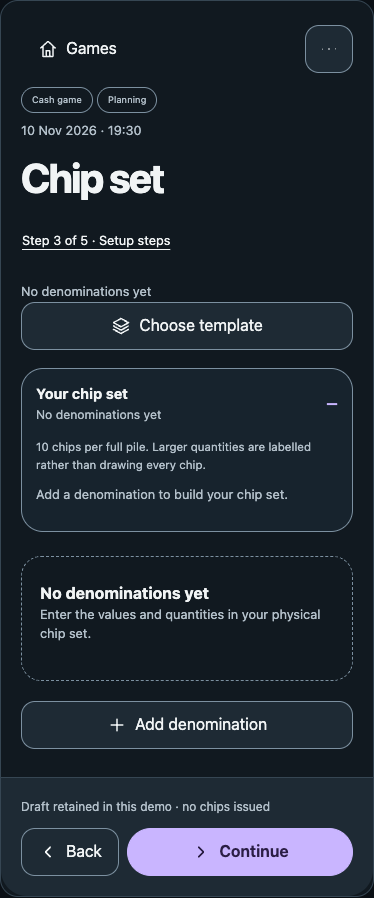 Games
Cash game Planning
10 Nov 2026 · 19:30
Chip set
Step 3 of 5 · Setup steps
No denominations yet
Choose template
Your chip set
No denominations yet
10 chips per full pile. Larger quantities are labelled
rather than drawing every chip.
Add a denomination to build your chip set.
No denominations yet
Enter the values and quantities in your physical
chip set.
Add denomination
Draft retained in this demo · no chips issued
Back Continue